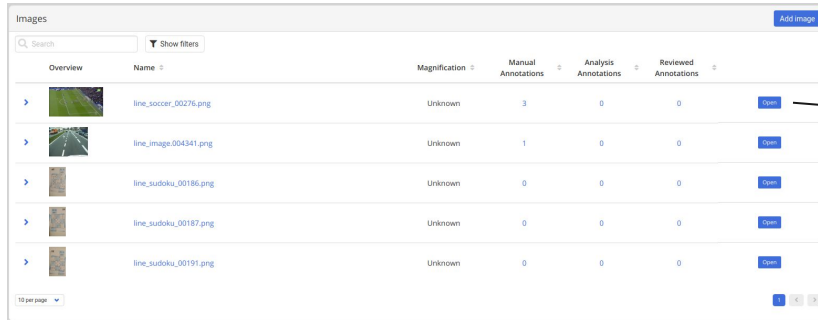 Images
Add image
Search
Show filters
Overview Name Magnification Manual Annotations Analysis Annotations Reviewed Annotations
line_soccer_00276.png Unknown 3 0 0 Open
line_image.004341.png Unknown 1 0 0 Open
line_sudoku_00186.png Unknown 0 0 0 Open
line_sudoku_00187.png Unknown 0 0 0 Open
line_sudoku_00191.png Unknown 0 0 0 Open
10 per page 1